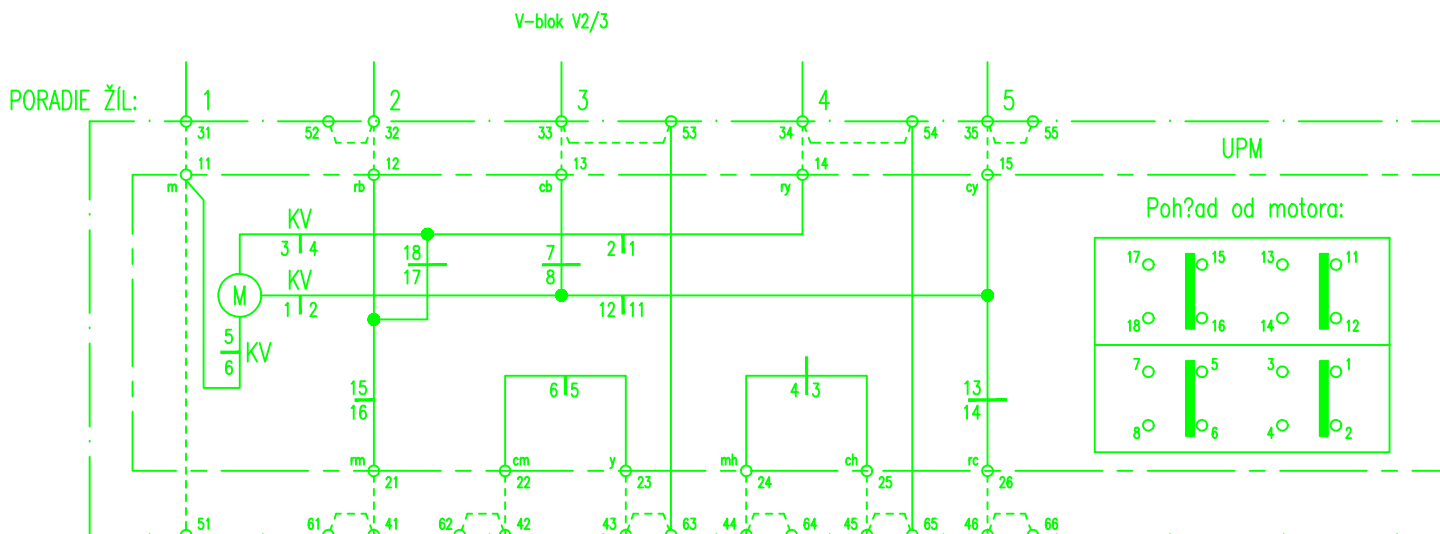 V-blok V2/3
PORADIE ŽÍL: 1 2 3 4 5
31 52 32 33 53 34 54 35 55
UPM
11 12 13 14 15
m rb cb ry cy
Poh?ad od motora:
KV
3 4 18 7 2 1
17 8
17 15 13 11
KV
M
1 2 12 11
18 16 14 12
5 KV
6
7 5 3 1
15 6 5 4 3 13
16 14
8 6 4 2
rm cm y mh ch rc
21 22 23 24 25 26
51 61 41 62 42 43 63 44 64 45 65 46 66